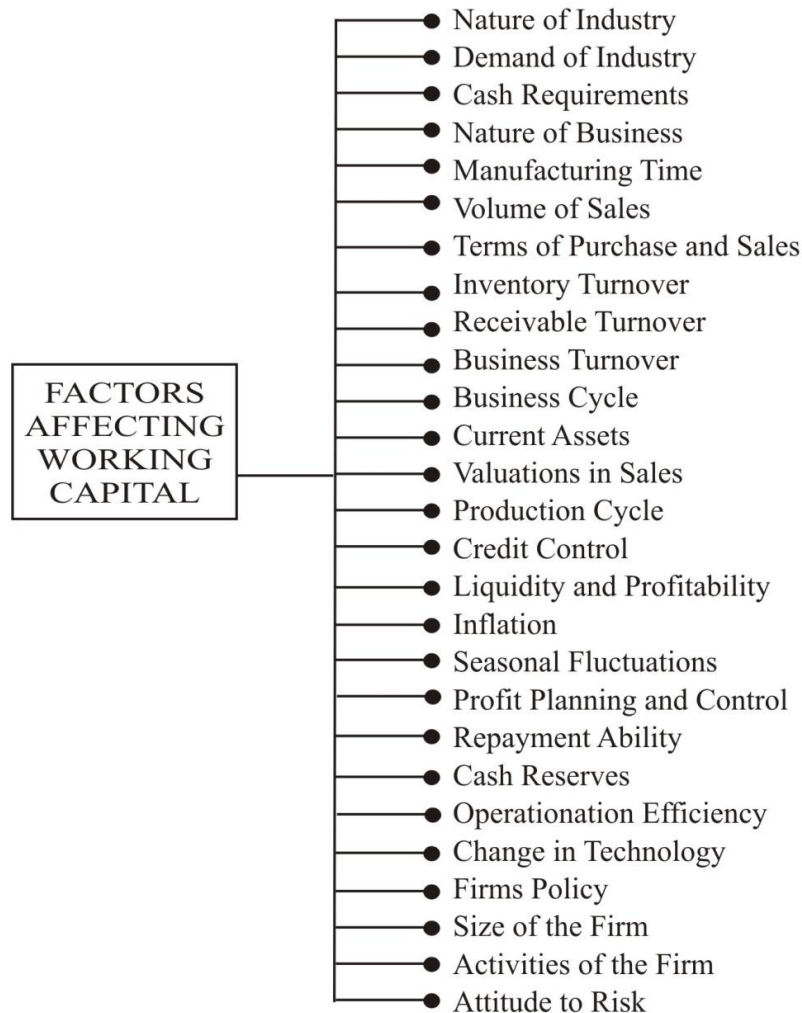 Nature of Industry
Demand of Industry
Cash Requirements
Nature of Business
Manufacturing Time
Volume of Sales
Terms of Purchase and Sales
Inventory Turnover
Receivable Turnover
Business Turnover
Business Cycle
Current Assets
Valuations in Sales
Production Cycle
Credit Control
Liquidity and Profitability
Inflation
Seasonal Fluctuations
Profit Planning and Control
Repayment Ability
Cash Reserves
Operationation Efficiency
Change in Technology
Firms Policy
Size of the Firm
Activities of the Firm
Attitude to Risk
FACTORS
AFFECTING
WORKING
CAPITAL